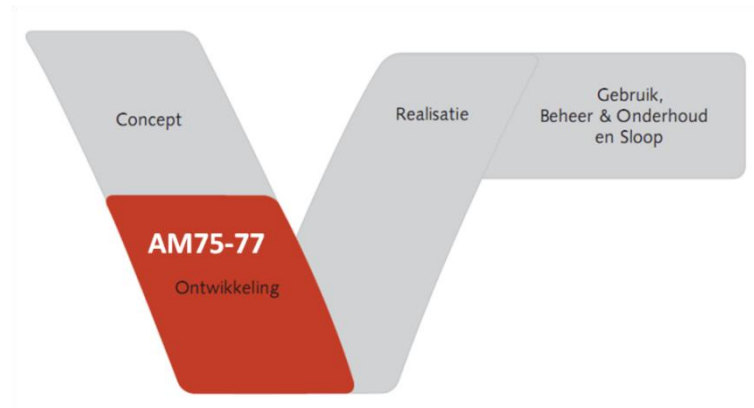 Concept
AM75-77
Ontwikkeling
Realisatie
Gebruik,
Beheer & Onderhoud
en Sloop